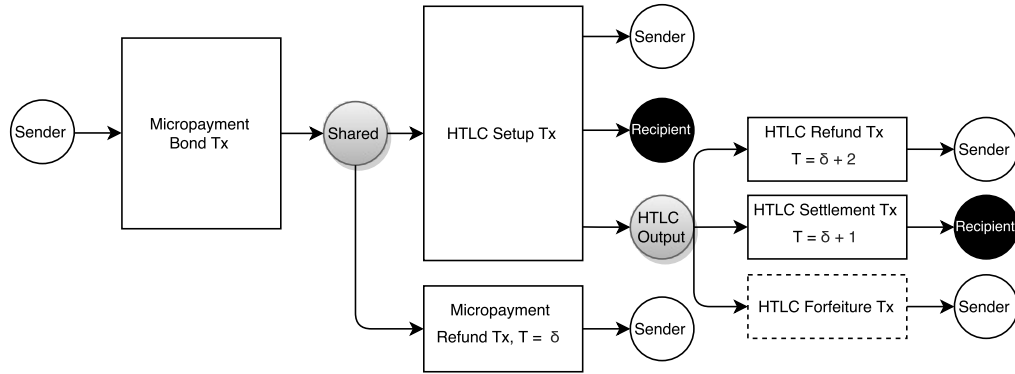 Sender
Micropayment
Bond Tx
Shared
HTLC Setup Tx
Sender
Recipient
HTLC
Output
Micropayment
Refund Tx, T = δ
Sender
HTLC Refund Tx
T = δ + 2
Sender
HTLC Settlement Tx
T = δ + 1
Recipient
HTLC Forfeiture Tx
Sender